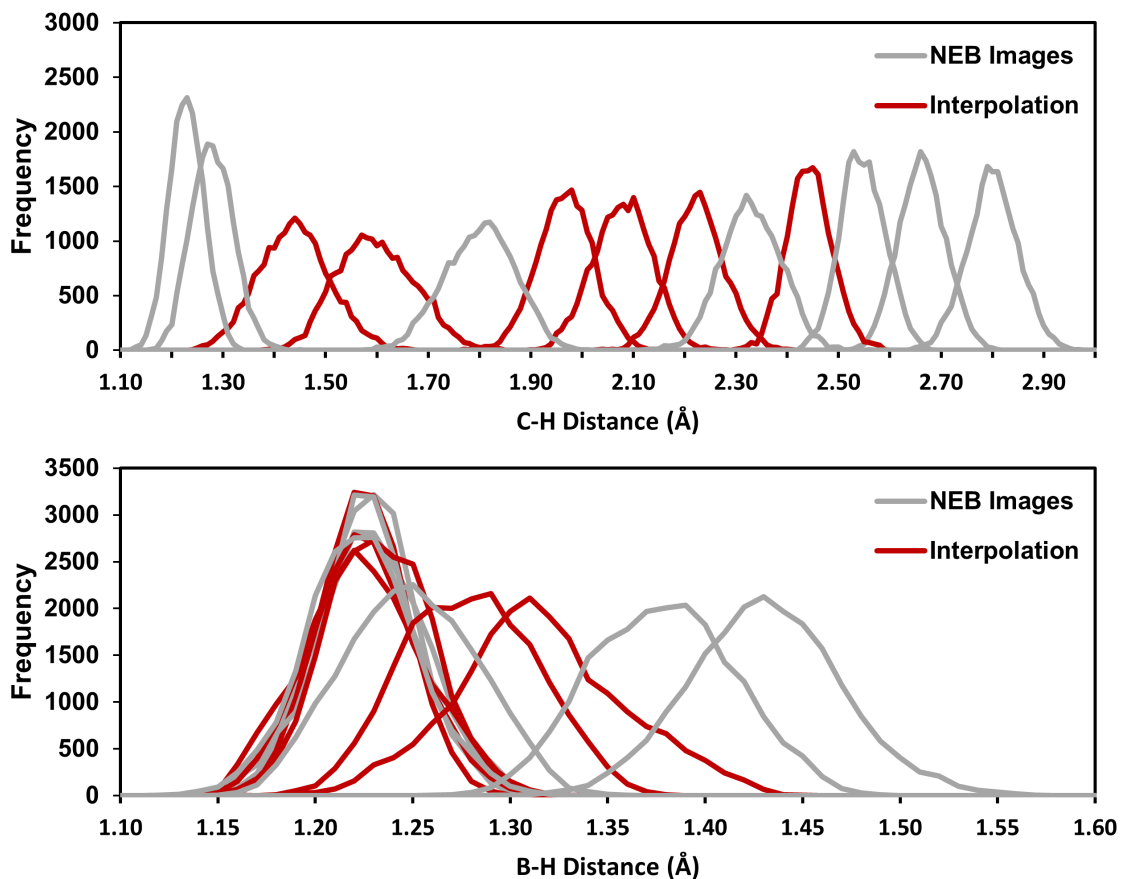 3000
2500
2000
1500
1000
500
0
Frequency
NEB Images
Interpolation
1.10 1.30 1.50 1.70 1.90 2.10 2.30 2.50 2.70 2.90
C-H Distance (Å)
3500
3000
2500
2000
1500
1000
500
0
Frequency
NEB Images
Interpolation
1.10 1.15 1.20 1.25 1.30 1.35 1.40 1.45 1.50 1.55 1.60
B-H Distance (Å)